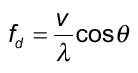 f_d = v/λ cosθ